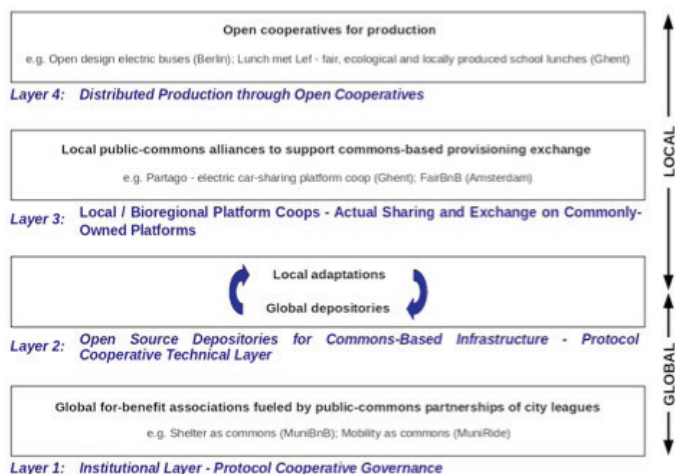 Open cooperatives for production
e.g. Open design electric buses (Berlin); Lunch met Lef - fair, ecological and locally produced school lunches (Ghent)
Layer 4: Distributed Production through Open Cooperatives
Local public-commons alliances to support commons-based provisioning exchange
e.g. Partago - electric car-sharing platform coop (Ghent); FairBnB (Amsterdam)
Layer 3: Local / Bioregional Platform Coops - Actual Sharing and Exchange on Commonly-
Owned Platforms
LOCAL
Local adaptations
Global depositories
Layer 2: Open Source Depositories for Commons-Based Infrastructure - Protocol
Cooperative Technical Layer
Global for-benefit associations fueled by public-commons partnerships of city leagues
e.g. Shelter as commons (MuniBnB); Mobility as commons (MuniRide)
Layer 1: Institutional Layer - Protocol Cooperative Governance
GLOBAL